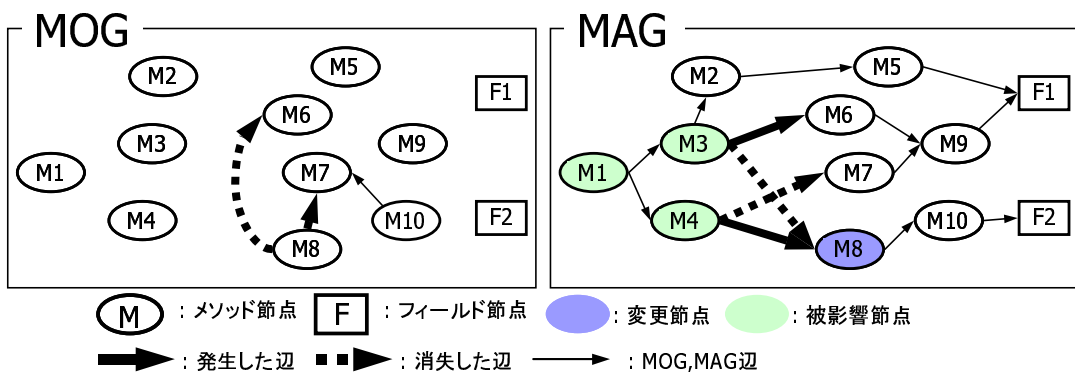 MOG
MAG
M2
M5
F1
M6
M3
M9
M1
M7
M4
M10
F2
M8
M2
M5
F1
M6
M3
M9
M1
M7
M4
M10
F2
M8
M
: メソッド節点
F
: フィールド節点
: 変更節点
: 被影響節点
: 発生した辺
: 消失した辺
: MOG,MAG辺